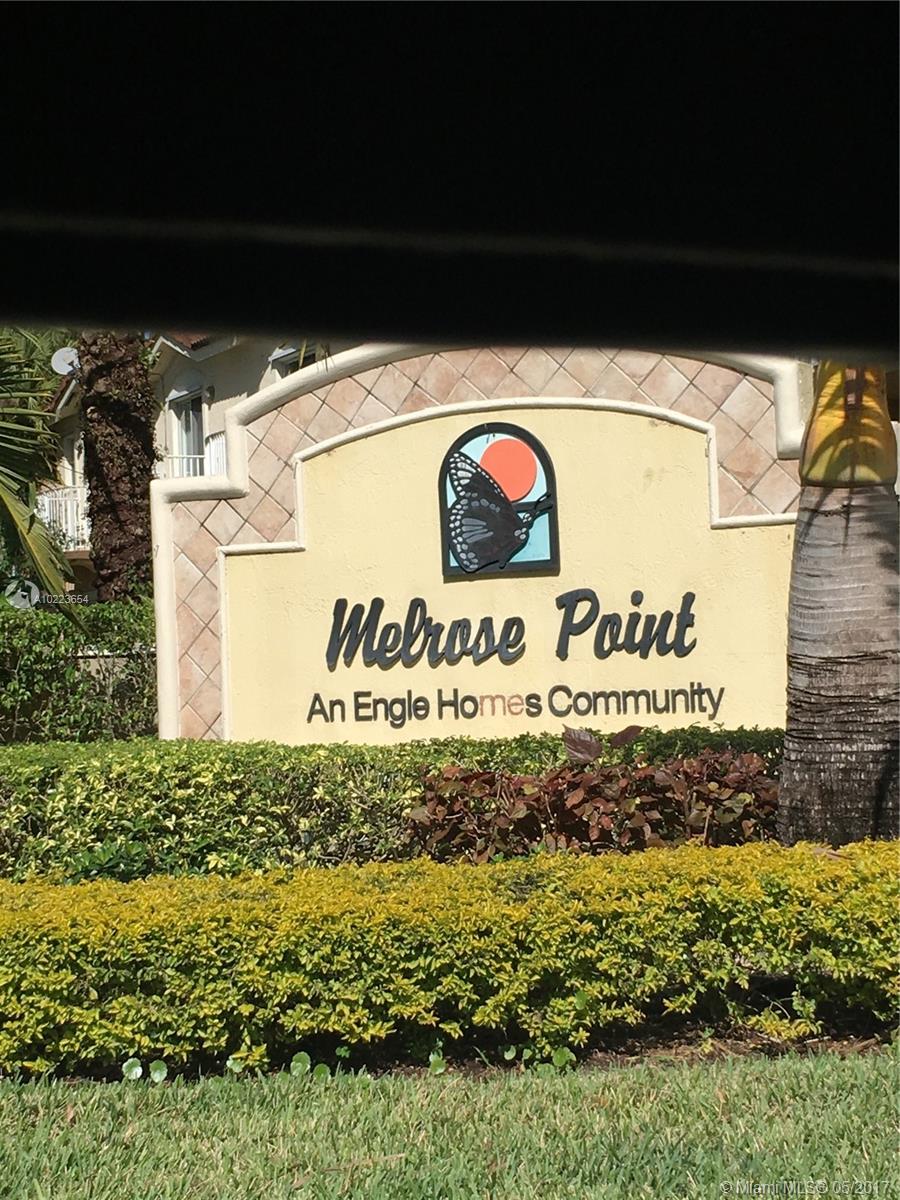 A10223654
Melrose Point
An Engle Homes Community
© Miami MLS® 05/2017